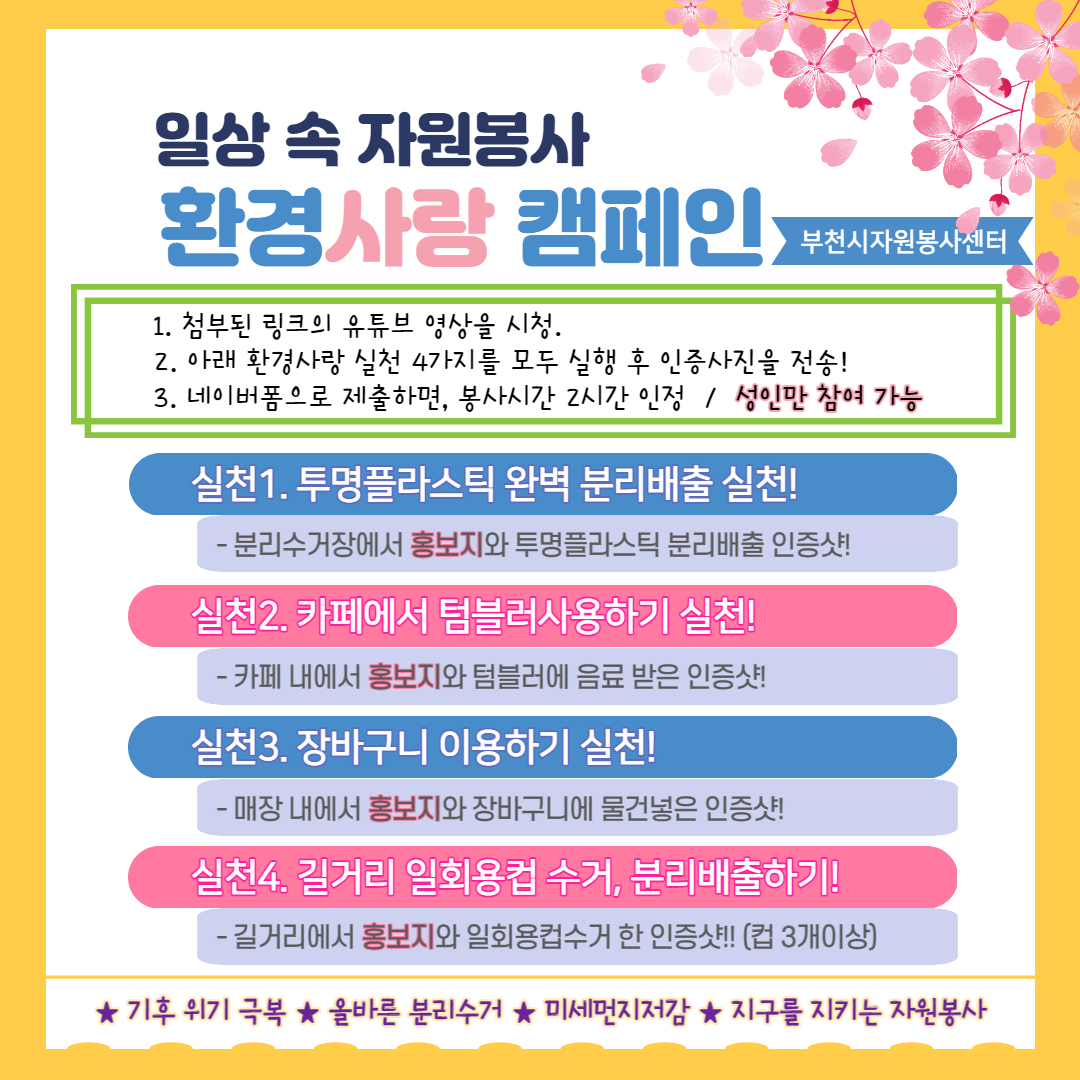 일상 속 자원봉사
환경사랑 캠페인
부천시자원봉사센터
1. 첨부된 링크의 유튜브 영상을 시청.
2. 아래 환경사랑 실천 4가지를 모두 실행 후 인증사진을 전송!
3. 네이버폼으로 제출하면, 봉사시간 2시간 인정 / 성인만 참여 가능
실천1. 투명플라스틱 완벽 분리배출 실천!
- 분리수거장에서 홍보지와 투명플라스틱 분리배출 인증샷!
실천2. 카페에서 텀블러사용하기 실천!
- 카페 내에서 홍보지와 텀블러에 음료 받은 인증샷!
실천3. 장바구니 이용하기 실천!
- 매장 내에서 홍보지와 장바구니에 물건넣은 인증샷!
실천4. 길거리 일회용컵 수거, 분리배출하기!
- 길거리에서 홍보지와 일회용컵수거 한 인증샷!! (컵 3개이상)
★ 기후 위기 극복 ★ 올바른 분리수거 ★ 미세먼지저감 ★ 지구를 지키는 자원봉사